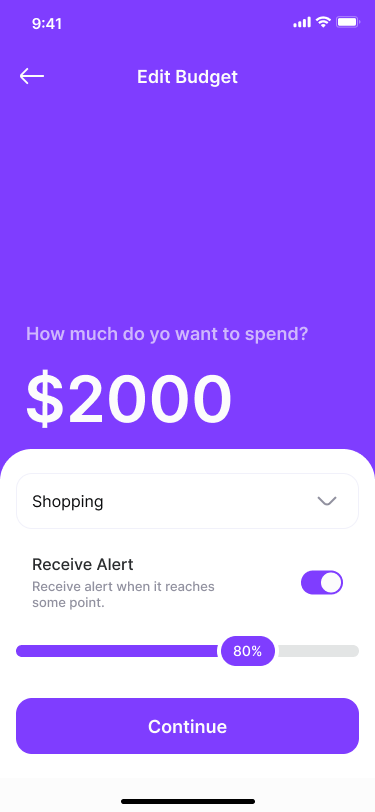 9:41
Edit Budget
How much do yo want to spend?
$2000
Shopping
Receive Alert
Receive alert when it reaches
some point.
80%
Continue